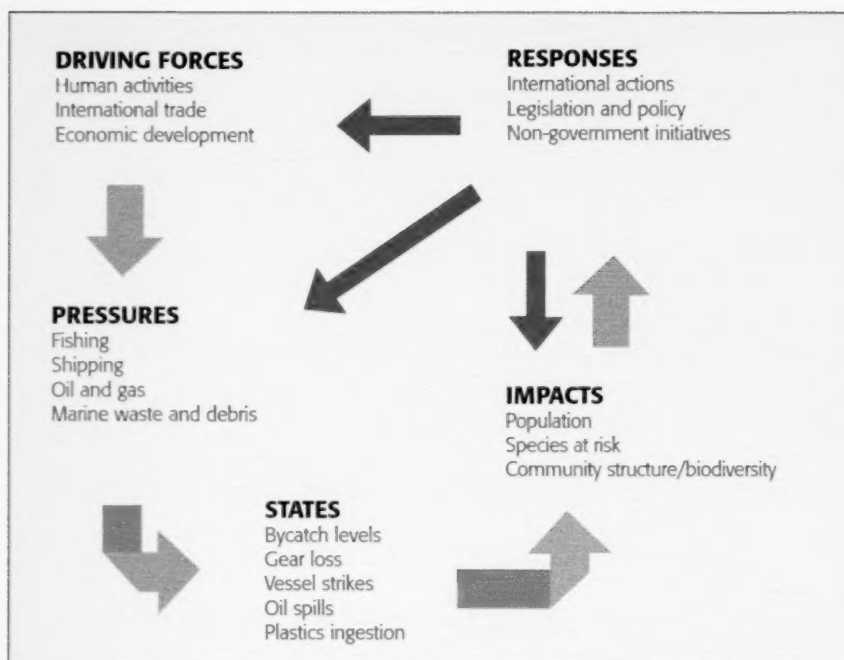 DRIVING FORCES
Human activities
International trade
Economic development
RESPONSES
International actions
Legislation and policy
Non-government initiatives
PRESSURES
Fishing
Shipping
Oil and gas
Marine waste and debris
IMPACTS
Population
Species at risk
Community structure/biodiversity
STATES
Bycatch levels
Gear loss
Vessel strikes
Oil spills
Plastics ingestion